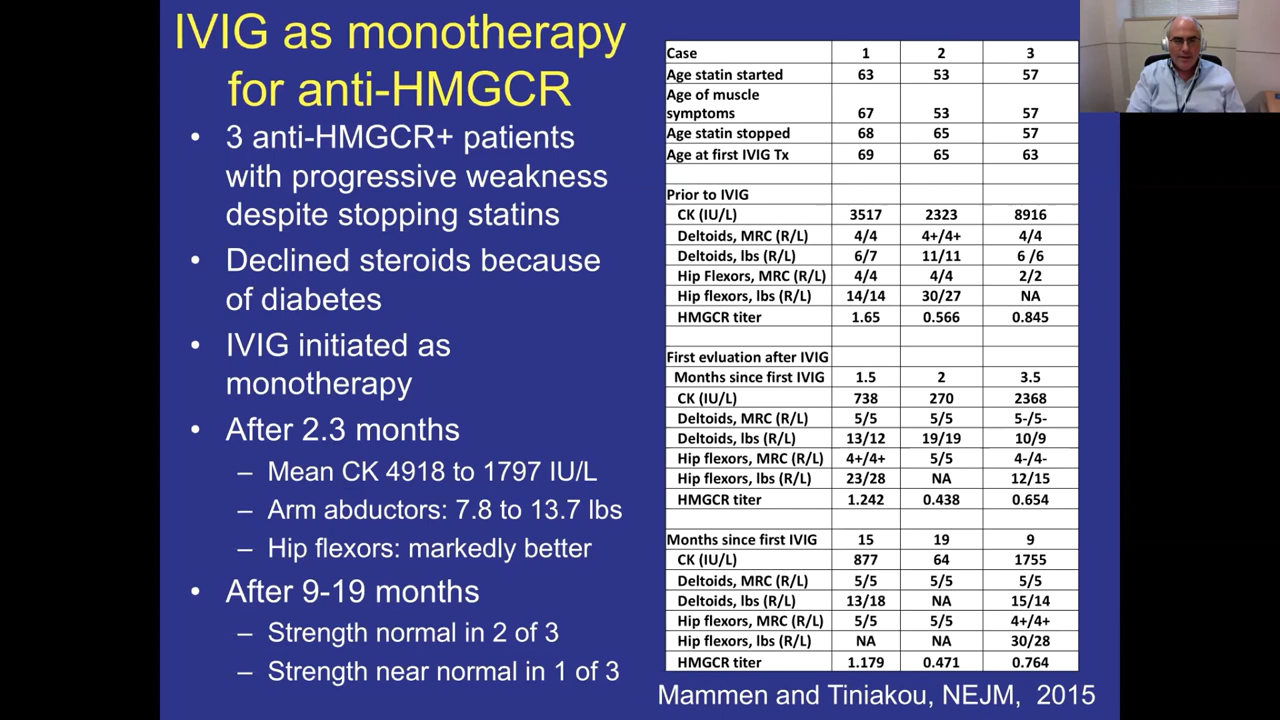 IVIG as monotherapy
for anti-HMGCR
• 3 anti-HMGCR+ patients
with progressive weakness
despite stopping statins
• Declined steroids because
of diabetes
• IVIG initiated as
monotherapy
• After 2.3 months
– Mean CK 4918 to 1797 IU/L
– Arm abductors: 7.8 to 13.7 lbs
– Hip flexors: markedly better
• After 9-19 months
– Strength normal in 2 of 3
– Strength near normal in 1 of 3
Case 1 2 3
Age statin started 63 53 57
Age of muscle
symptoms 67 53 57
Age statin stopped 68 65 57
Age at first IVIG Tx 69 65 63
Prior to IVIG
CK (IU/L) 3517 2323 8916
Deltoids, MRC (R/L) 4/4 4+/4+ 4/4
Deltoids, lbs (R/L) 6/7 11/11 6 /6
Hip Flexors, MRC (R/L) 4/4 4/4 2/2
Hip flexors, lbs (R/L) 14/14 30/27 NA
HMGCR titer 1.65 0.566 0.845
First evluation after IVIG
Months since first IVIG 1.5 2 3.5
CK (IU/L) 738 270 2368
Deltoids, MRC (R/L) 5/5 5/5 5-/5-
Deltoids, lbs (R/L) 13/12 19/19 10/9
Hip flexors, MRC (R/L) 4+/4+ 5/5 4-/4-
Hip flexors, lbs (R/L) 23/28 NA 12/15
HMGCR titer 1.242 0.438 0.654
Months since first IVIG 15 19 9
CK (IU/L) 877 64 1755
Deltoids, MRC (R/L) 5/5 5/5 5/5
Deltoids, lbs (R/L) 13/18 NA 15/14
Hip flexors, MRC (R/L) 5/5 5/5 4+/4+
Hip flexors, lbs (R/L) NA NA 30/28
HMGCR titer 1.179 0.471 0.764
Mammen and Tiniakou, NEJM, 2015